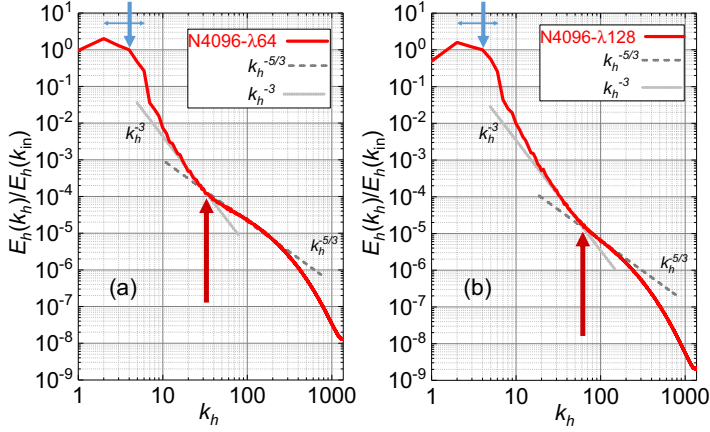 N4096-λ64
k_h^-5/3
k_h^-3
10^1
10^0
10^-1
10^-2
10^-3
10^-4
10^-5
10^-6
10^-7
10^-8
10^-9
E_h(k_h)/E_h(k_in)
k_h^-3
k_h^-5/3
(a)
1 10 100 1000
k_h
N4096-λ128
k_h^-5/3
k_h^-3
10^1
10^0
10^-1
10^-2
10^-3
10^-4
10^-5
10^-6
10^-7
10^-8
10^-9
E_h(k_h)/E_h(k_in)
k_h^-3
k_h^-5/3
(b)
1 10 100 1000
k_h